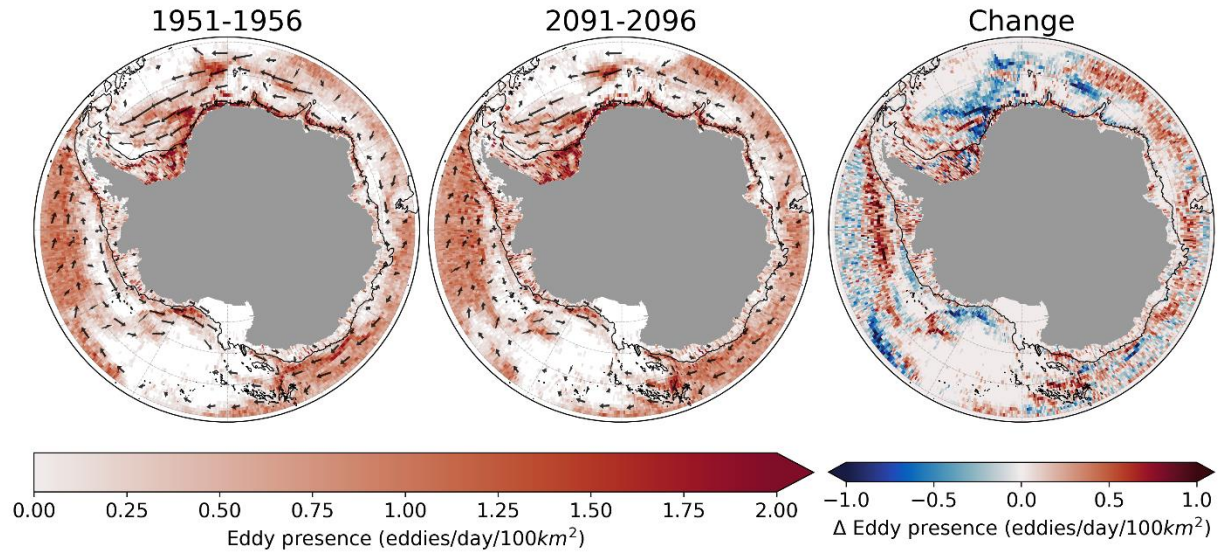 1951-1956
2091-2096
Change
0.00 0.25 0.50 0.75 1.00 1.25 1.50 1.75 2.00
Eddy presence (eddies/day/100km²)
−1.0 −0.5 0.0 0.5 1.0
Δ Eddy presence (eddies/day/100km²)